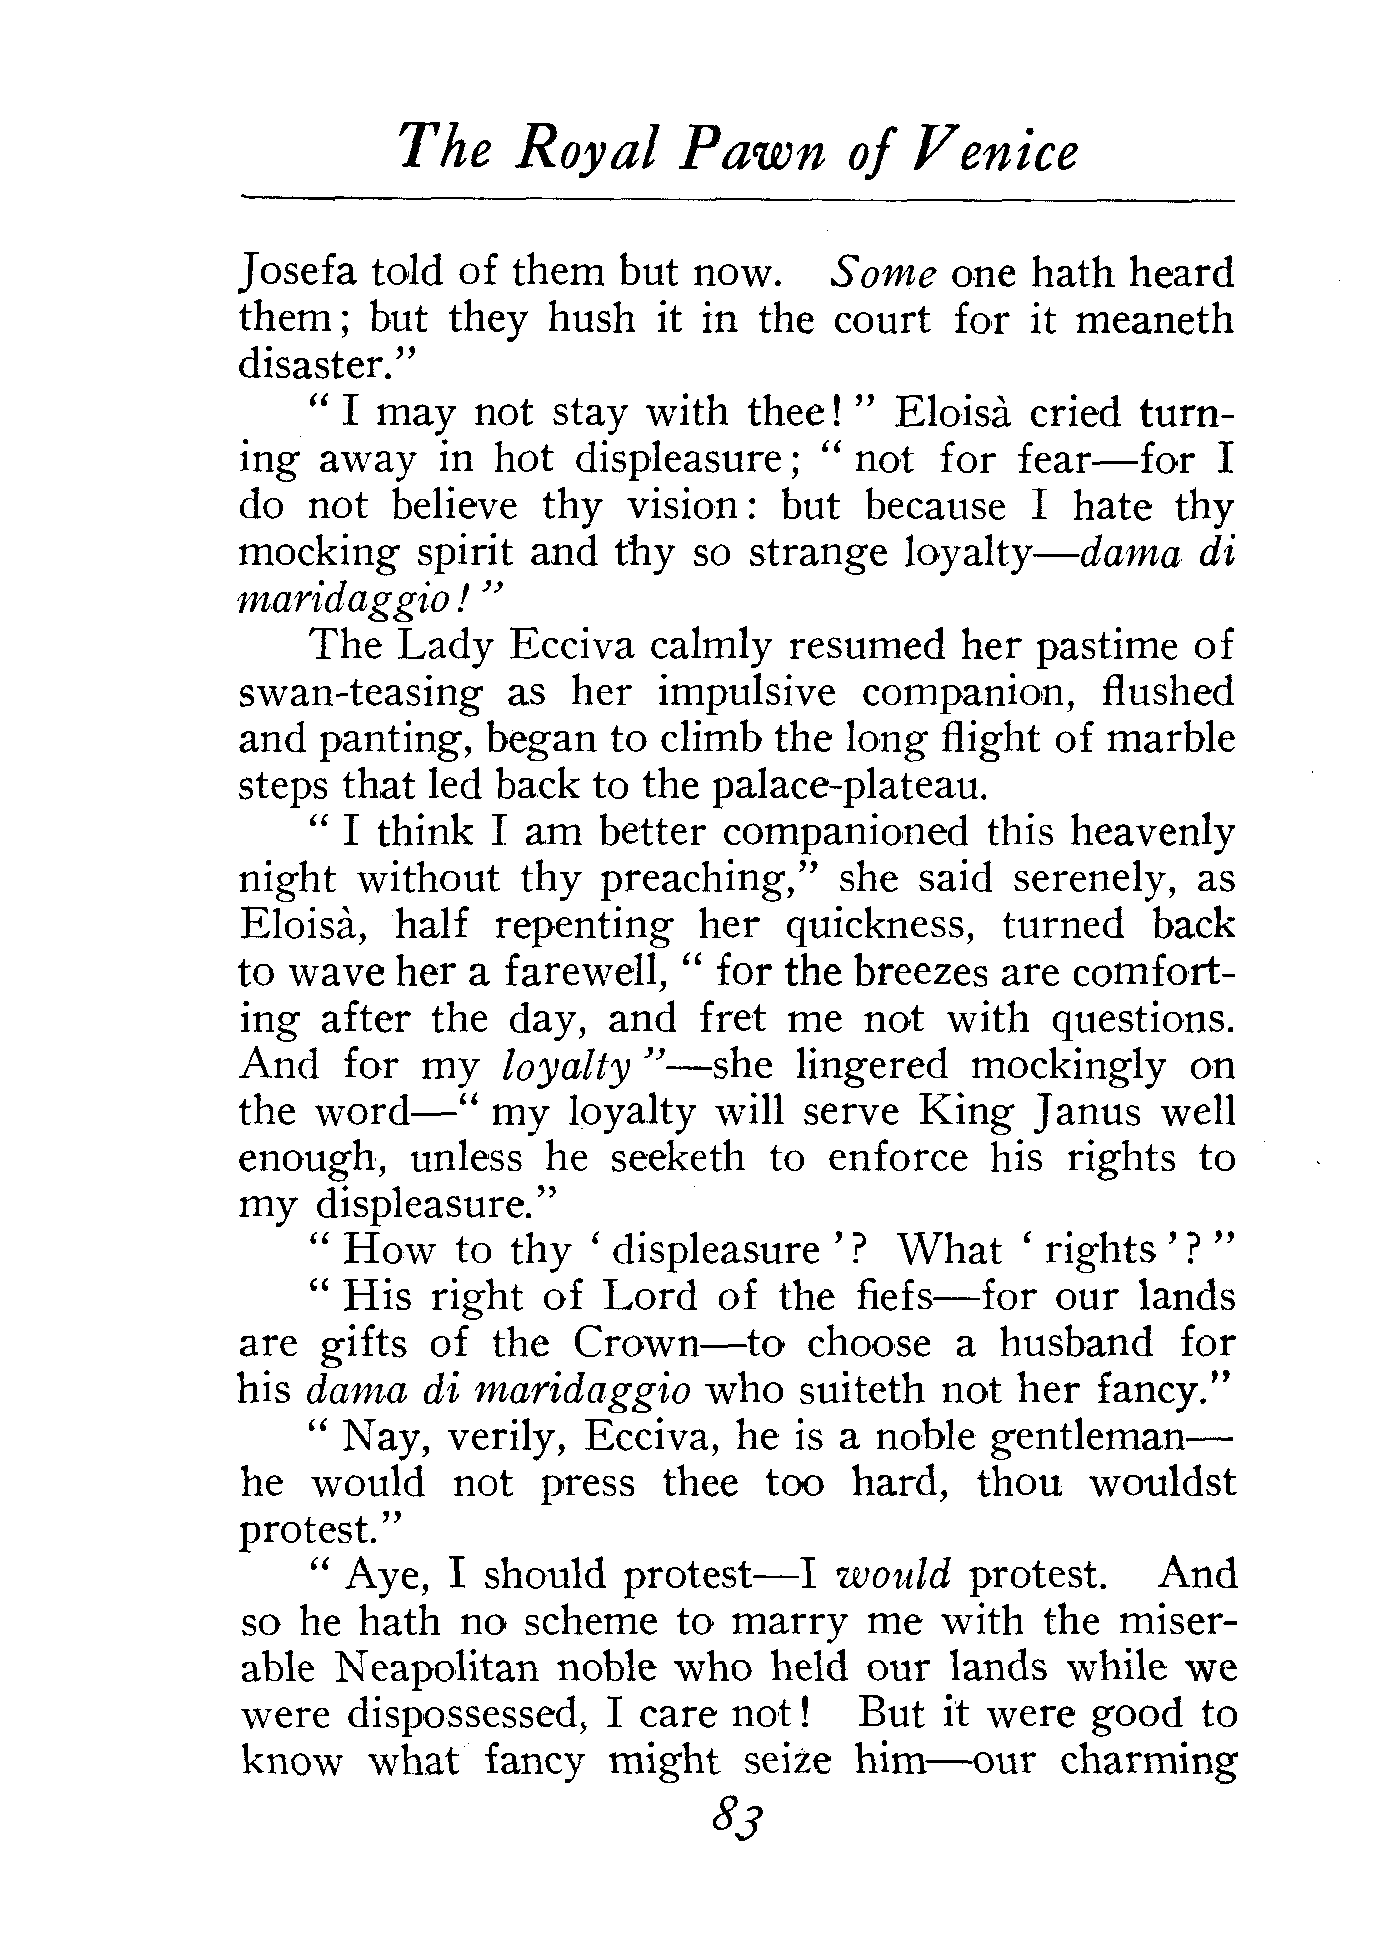 The Royal Pawn of Venice
Josefa told of them but now. Some one hath heard
them; but they hush it in the court for it meaneth
disaster."
" I may not stay with thee! " Eloisà cried turn-
ing away in hot displeasure; " not for fear—for I
do not believe thy vision: but because I hate thy
mocking spirit and thy so strange loyalty—dama di
maridaggio! "
The Lady Ecciva calmly resumed her pastime of
swan-teasing as her impulsive companion, flushed
and panting, began to climb the long flight of marble
steps that led back to the palace-plateau.
" I think I am better companioned this heavenly
night without thy preaching," she said serenely, as
Eloisà, half repenting her quickness, turned back
to wave her a farewell, " for the breezes are comfort-
ing after the day, and fret me not with questions.
And for my loyalty "—she lingered mockingly on
the word—" my loyalty will serve King Janus well
enough, unless he seeketh to enforce his rights to
my displeasure."
" How to thy ' displeasure '? What ' rights '? "
" His right of Lord of the fiefs—for our lands
are gifts of the Crown—to choose a husband for
his dama di maridaggio who suiteth not her fancy."
" Nay, verily, Ecciva, he is a noble gentleman—
he would not press thee too hard, thou wouldst
protest."
" Aye, I should protest—I would protest. And
so he hath no scheme to marry me with the miser-
able Neapolitan noble who held our lands while we
were dispossessed, I care not! But it were good to
know what fancy might seize him—our charming
83